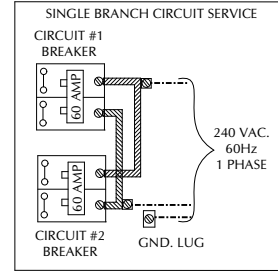 SINGLE BRANCH CIRCUIT SERVICE
CIRCUIT #1
BREAKER
60 AMP
240 VAC.
60Hz
1 PHASE
60 AMP
CIRCUIT #2
BREAKER
GND. LUG